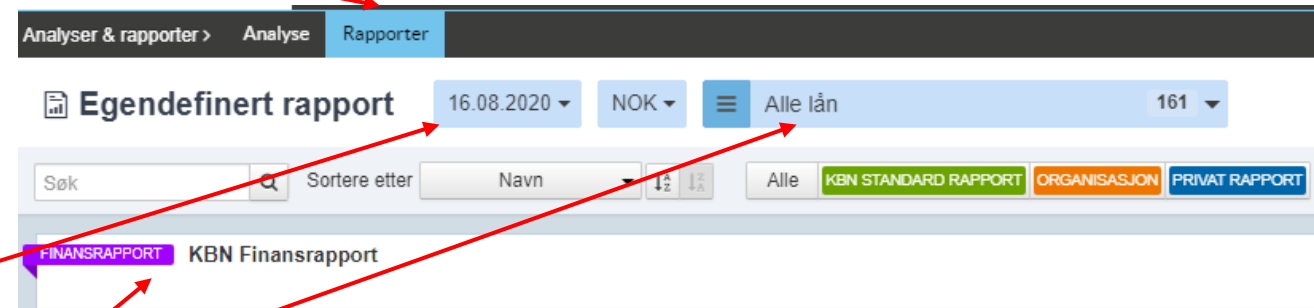 Analyser & rapporter > Analyse Rapporter
Egendefinert rapport 16.08.2020 NOK Alle lån 161
Søk Sortere etter Navn Alle KBN STANDARD RAPPORT ORGANISASJON PRIVAT RAPPORT
FINANSRAPPORT KBN Finansrapport